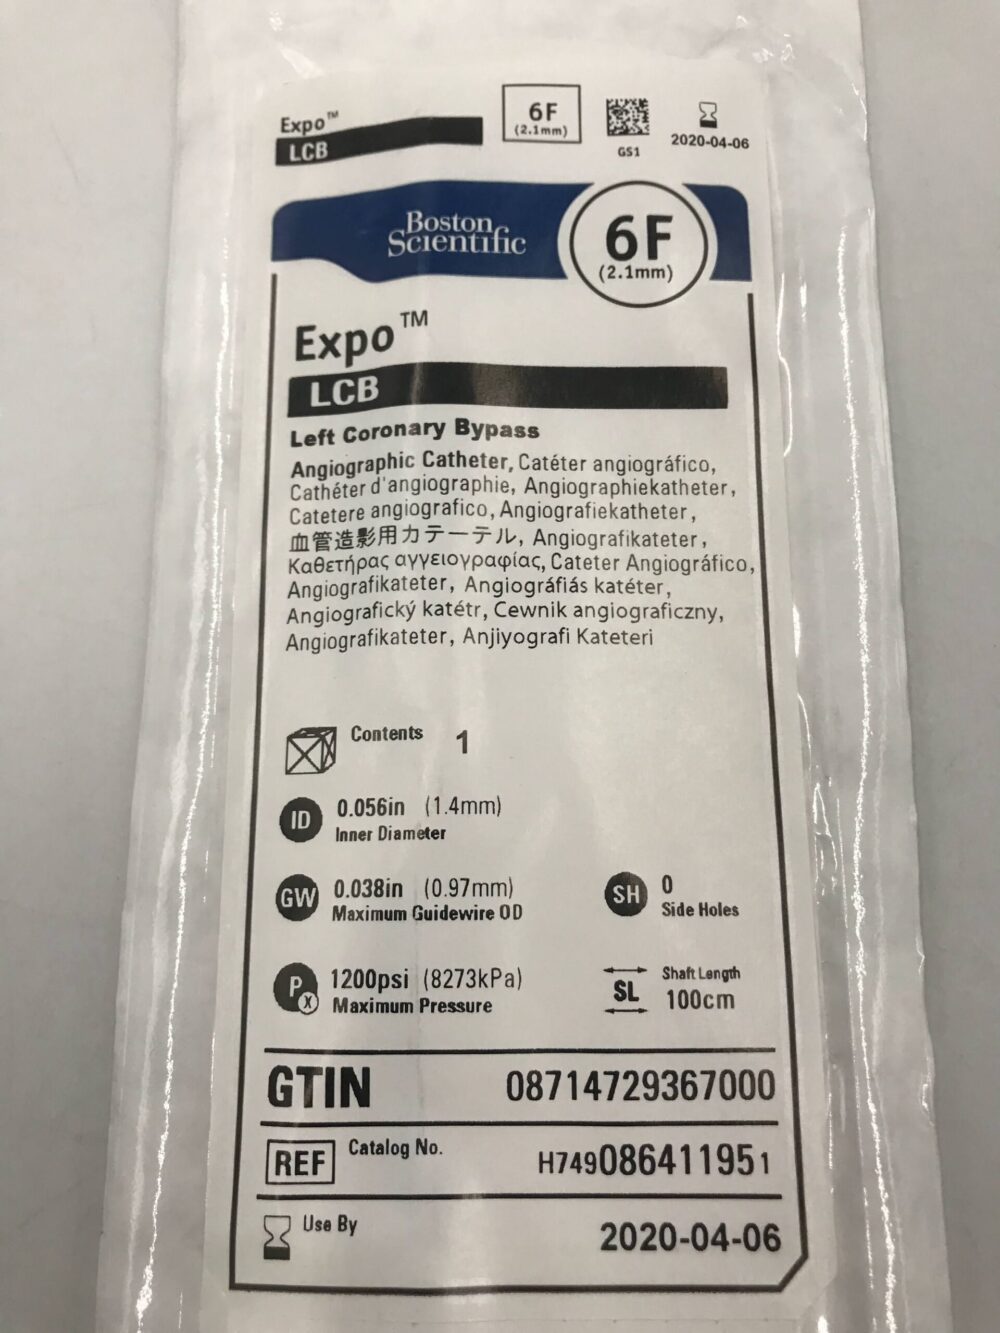 Expo™
LCB
6F
(2.1mm)
GS1
2020-04-06
Boston
Scientific
6F
(2.1mm)
Expo™
LCB
Left Coronary Bypass
Angiographic Catheter, Catéter angiográfico,
Cathéter d'angiographie, Angiographiekatheter,
Catetere angiografico, Angiografiekatheter,
血管造影用カテーテル, Angiografikateter,
Καθετήρας αγγειογραφίας, Cateter Angiográfico,
Angiografikateter, Angiográfiás katéter,
Angiografický katétr, Cewnik angiograficzny,
Angiografikateter, Anjiyografi Kateteri
Contents 1
ID 0.056in (1.4mm)
Inner Diameter
GW 0.038in (0.97mm)
Maximum Guidewire OD
SH 0
Side Holes
P X 1200psi (8273kPa)
Maximum Pressure
SL Shaft Length
100cm
GTIN 08714729367000
REF Catalog No. H749086411951
Use By 2020-04-06